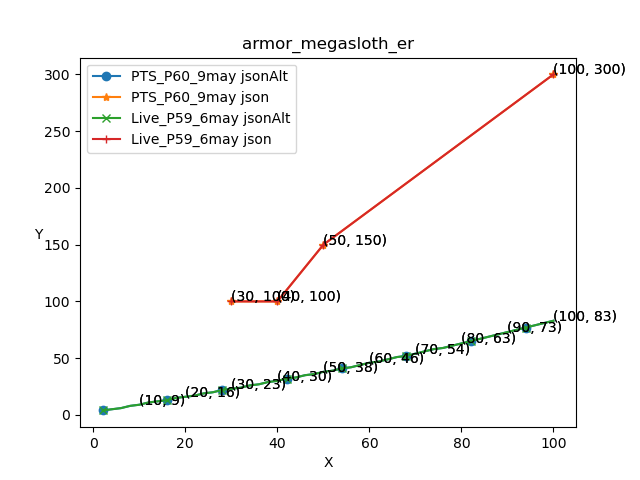 armor_megasloth_er
PTS_P60_9may jsonAlt
PTS_P60_9may json
Live_P59_6may jsonAlt
Live_P59_6may json
300
250
200
150
100
50
0
Y
(100, 300)
(50, 150)
(30, 100)
(40, 100)
(100, 83)
(90, 73)
(80, 63)
(70, 54)
(60, 46)
(50, 38)
(40, 30)
(30, 23)
(20, 16)
(10, 9)
0 20 40 60 80 100
X